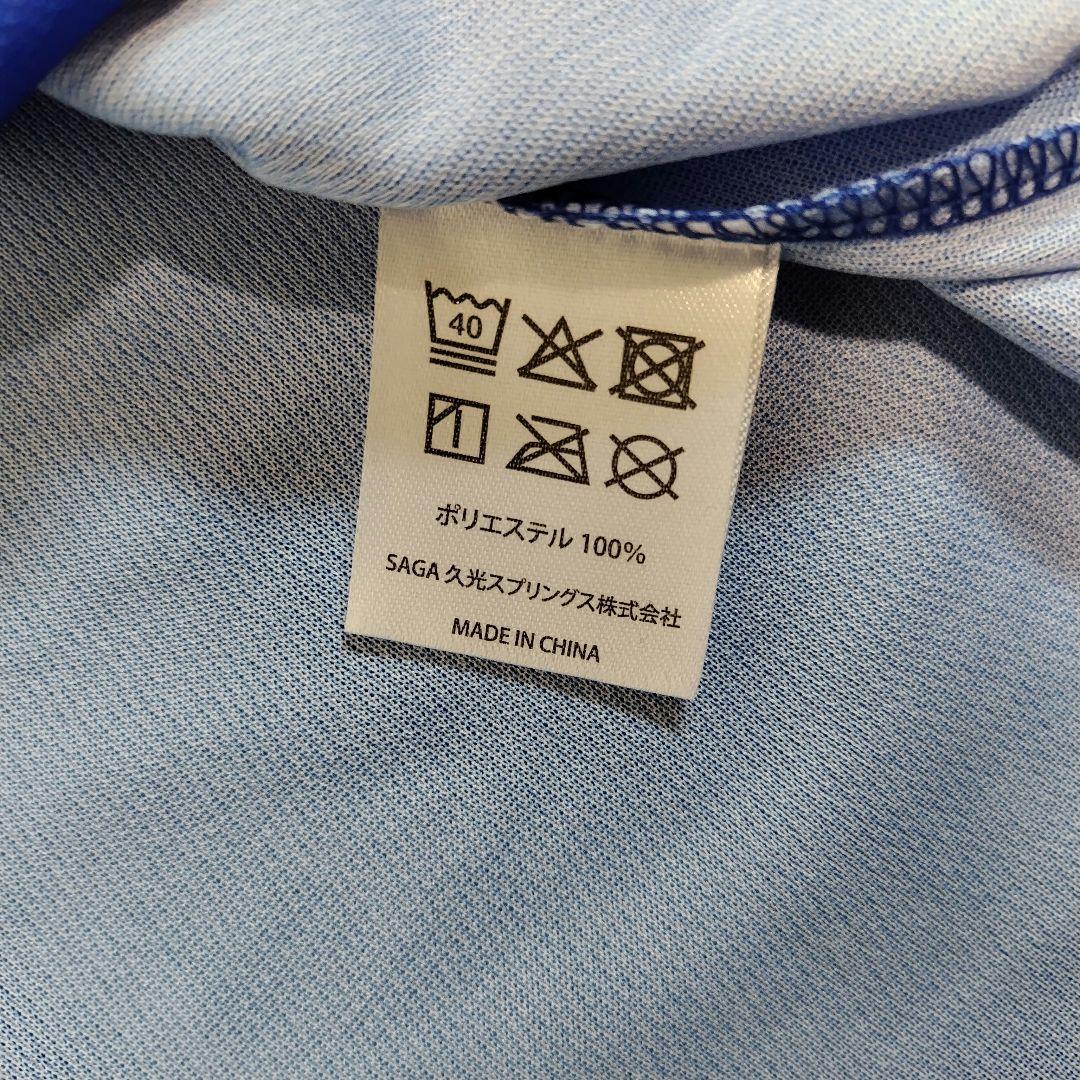 40
ポリエステル 100%
SAGA 久光スプリングス株式会社
MADE IN CHINA